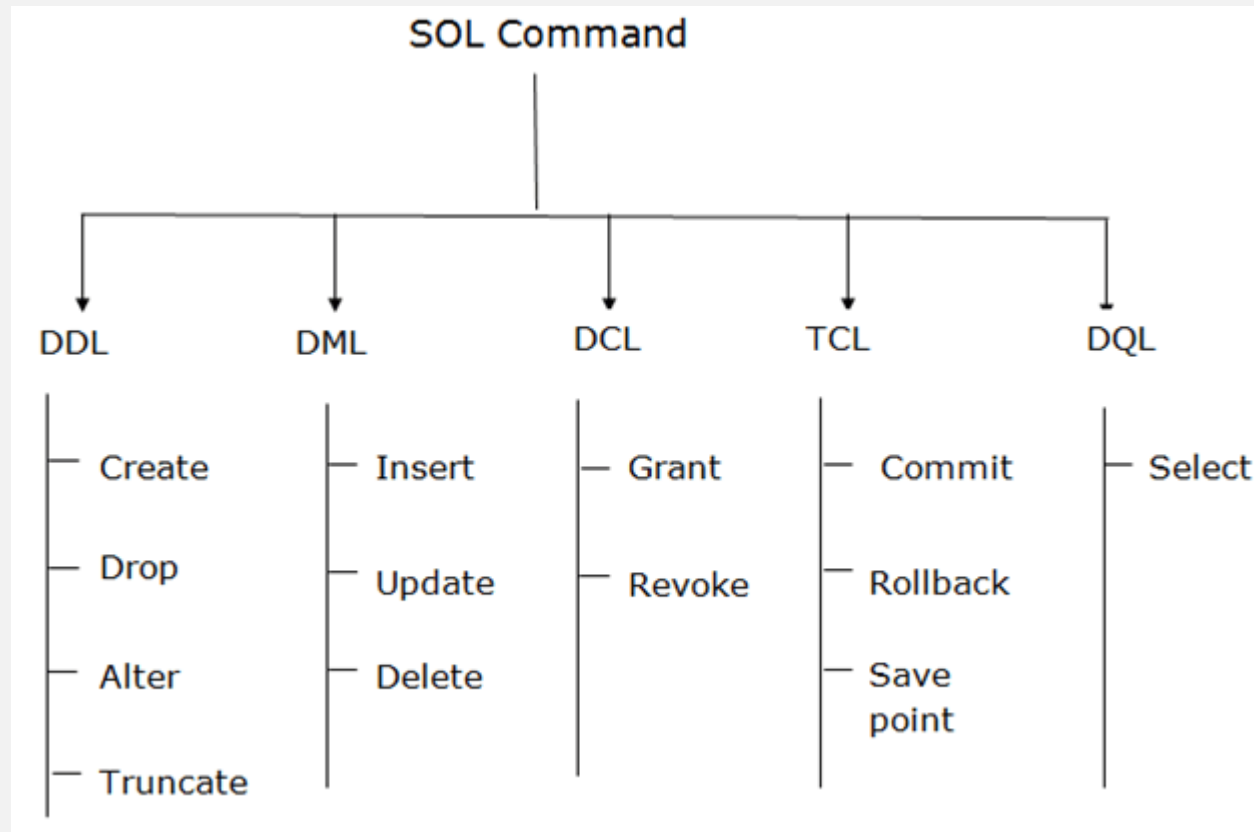 SOL Command
DDL
DML
DCL
TCL
DQL
Create
Drop
Alter
Truncate
Insert
Update
Delete
Grant
Revoke
Commit
Rollback
Save
point
Select